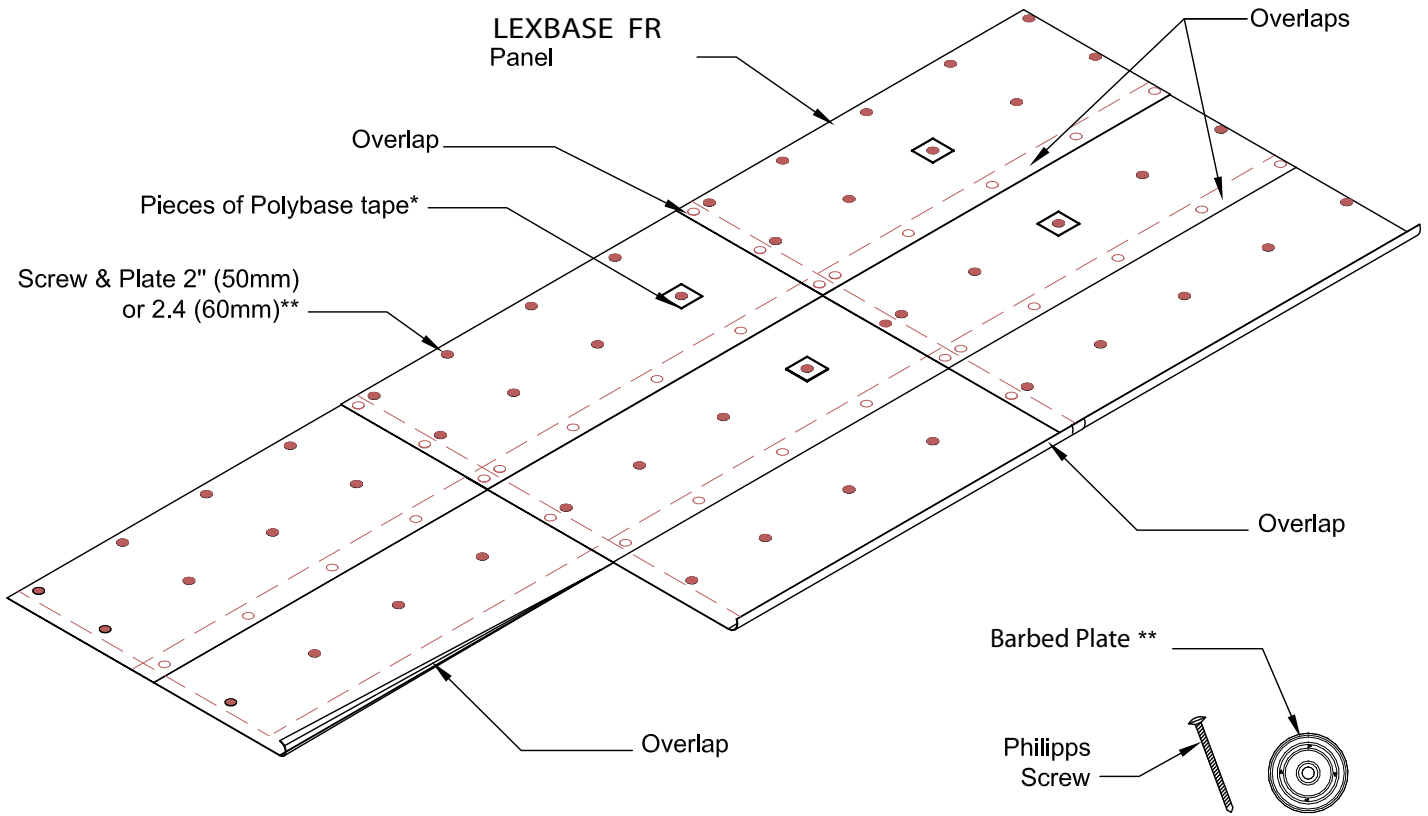 LEXBASE FR
Panel
Overlaps
Overlap
Pieces of Polybase tape*
Screw & Plate 2" (50mm)
or 2.4 (60mm)**
Overlap
Barbed Plate **
Overlap
Philipps
Screw